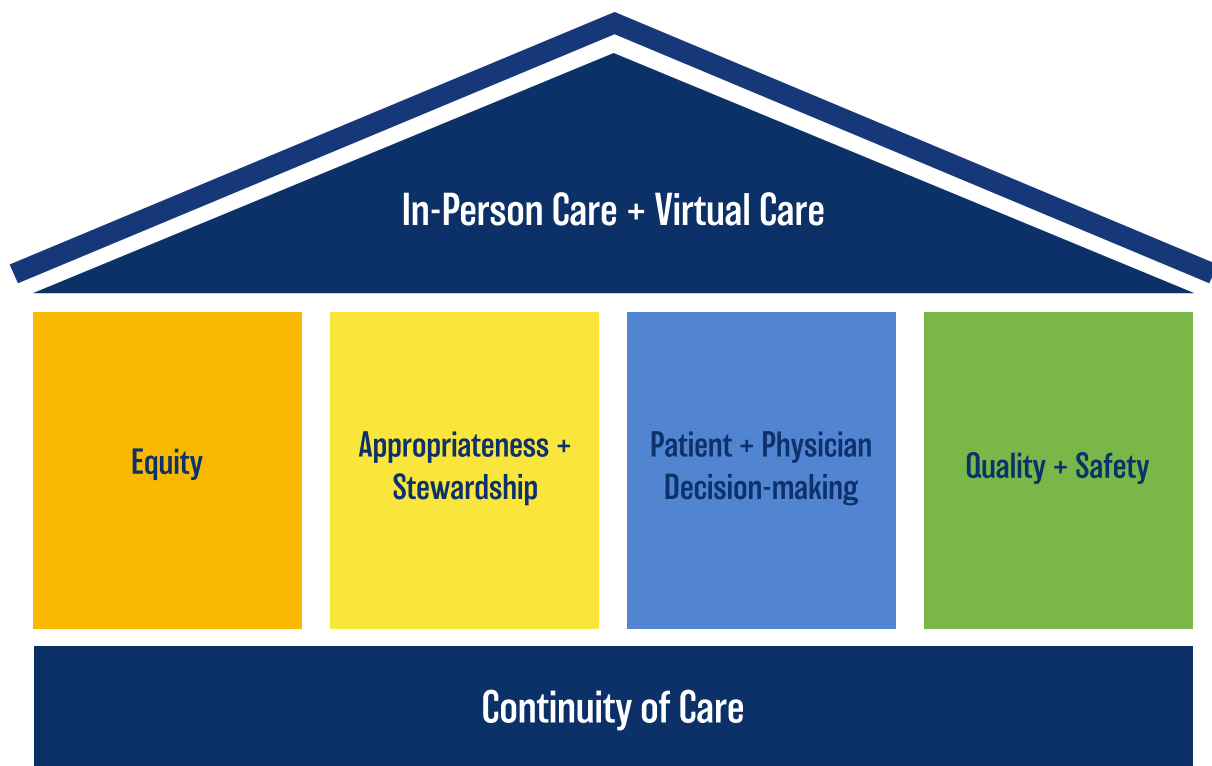 In-Person Care + Virtual Care
Equity
Appropriateness +
Stewardship
Patient + Physician
Decision-making
Quality + Safety
Continuity of Care